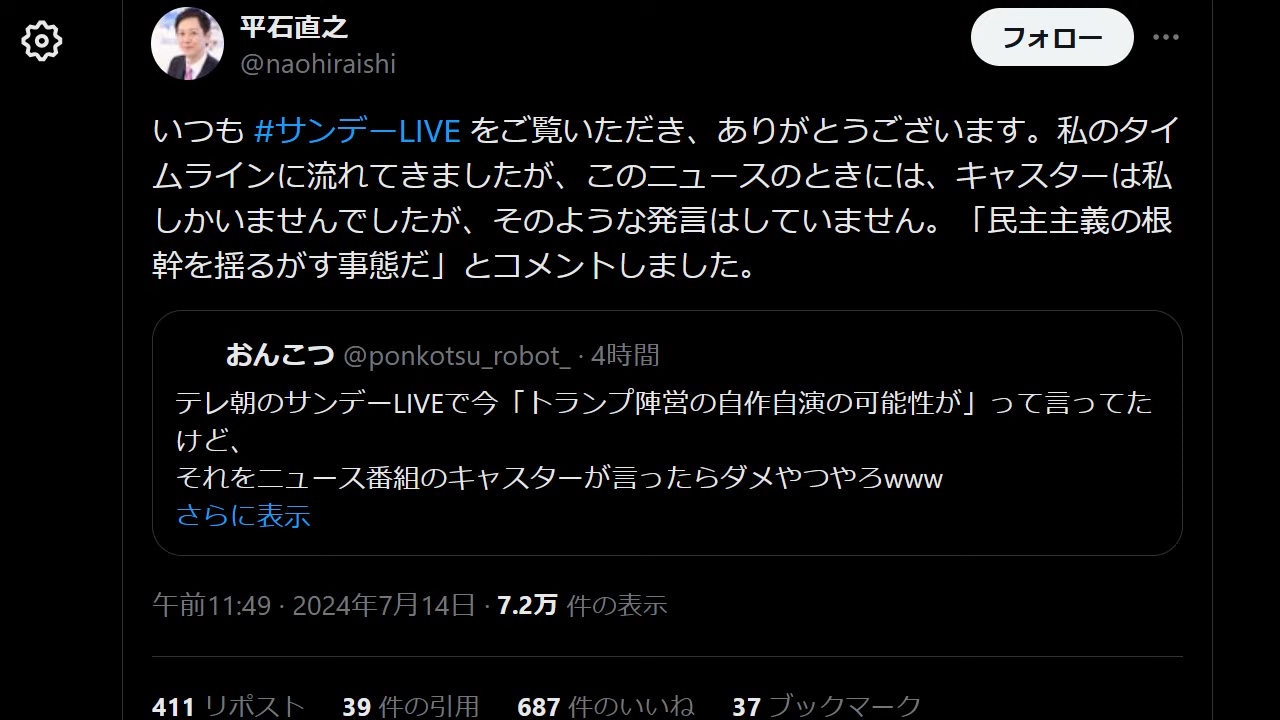 平石直之
@naohiraishi
フォロー
いつも #サンデーLIVE をご覧いただき、ありがとうございます。私のタイ
ムラインに流れてきましたが、このニュースのときには、キャスターは私
しかいませんでしたが、そのような発言はしていません。「民主主義の根
幹を揺るがす事態だ」とコメントしました。
おんこつ @ponkotsu_robot_ · 4時間
テレ朝のサンデーLIVEで今「トランプ陣営の自作自演の可能性が」って言ってた
けど、
それをニュース番組のキャスターが言ったらダメやつやろwww
さらに表示
午前11:49 · 2024年7月14日 · 7.2万 件の表示
411 リポスト 39 件の引用 687 件のいいね 37 ブックマーク